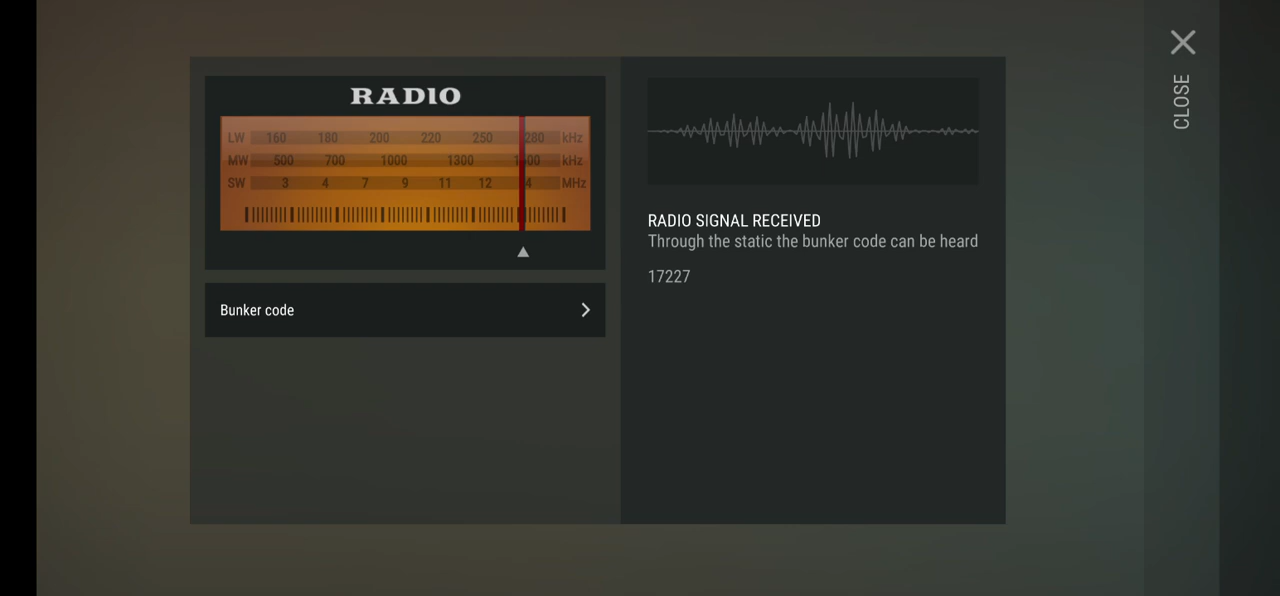 RADIO
LW 160 180 200 220 250 280 kHz
MW 500 700 1000 1300 kHz
SW 3 4 7 9 11 12 MHz
Bunker code
RADIO SIGNAL RECEIVED
Through the static the bunker code can be heard
17227
CLOSE